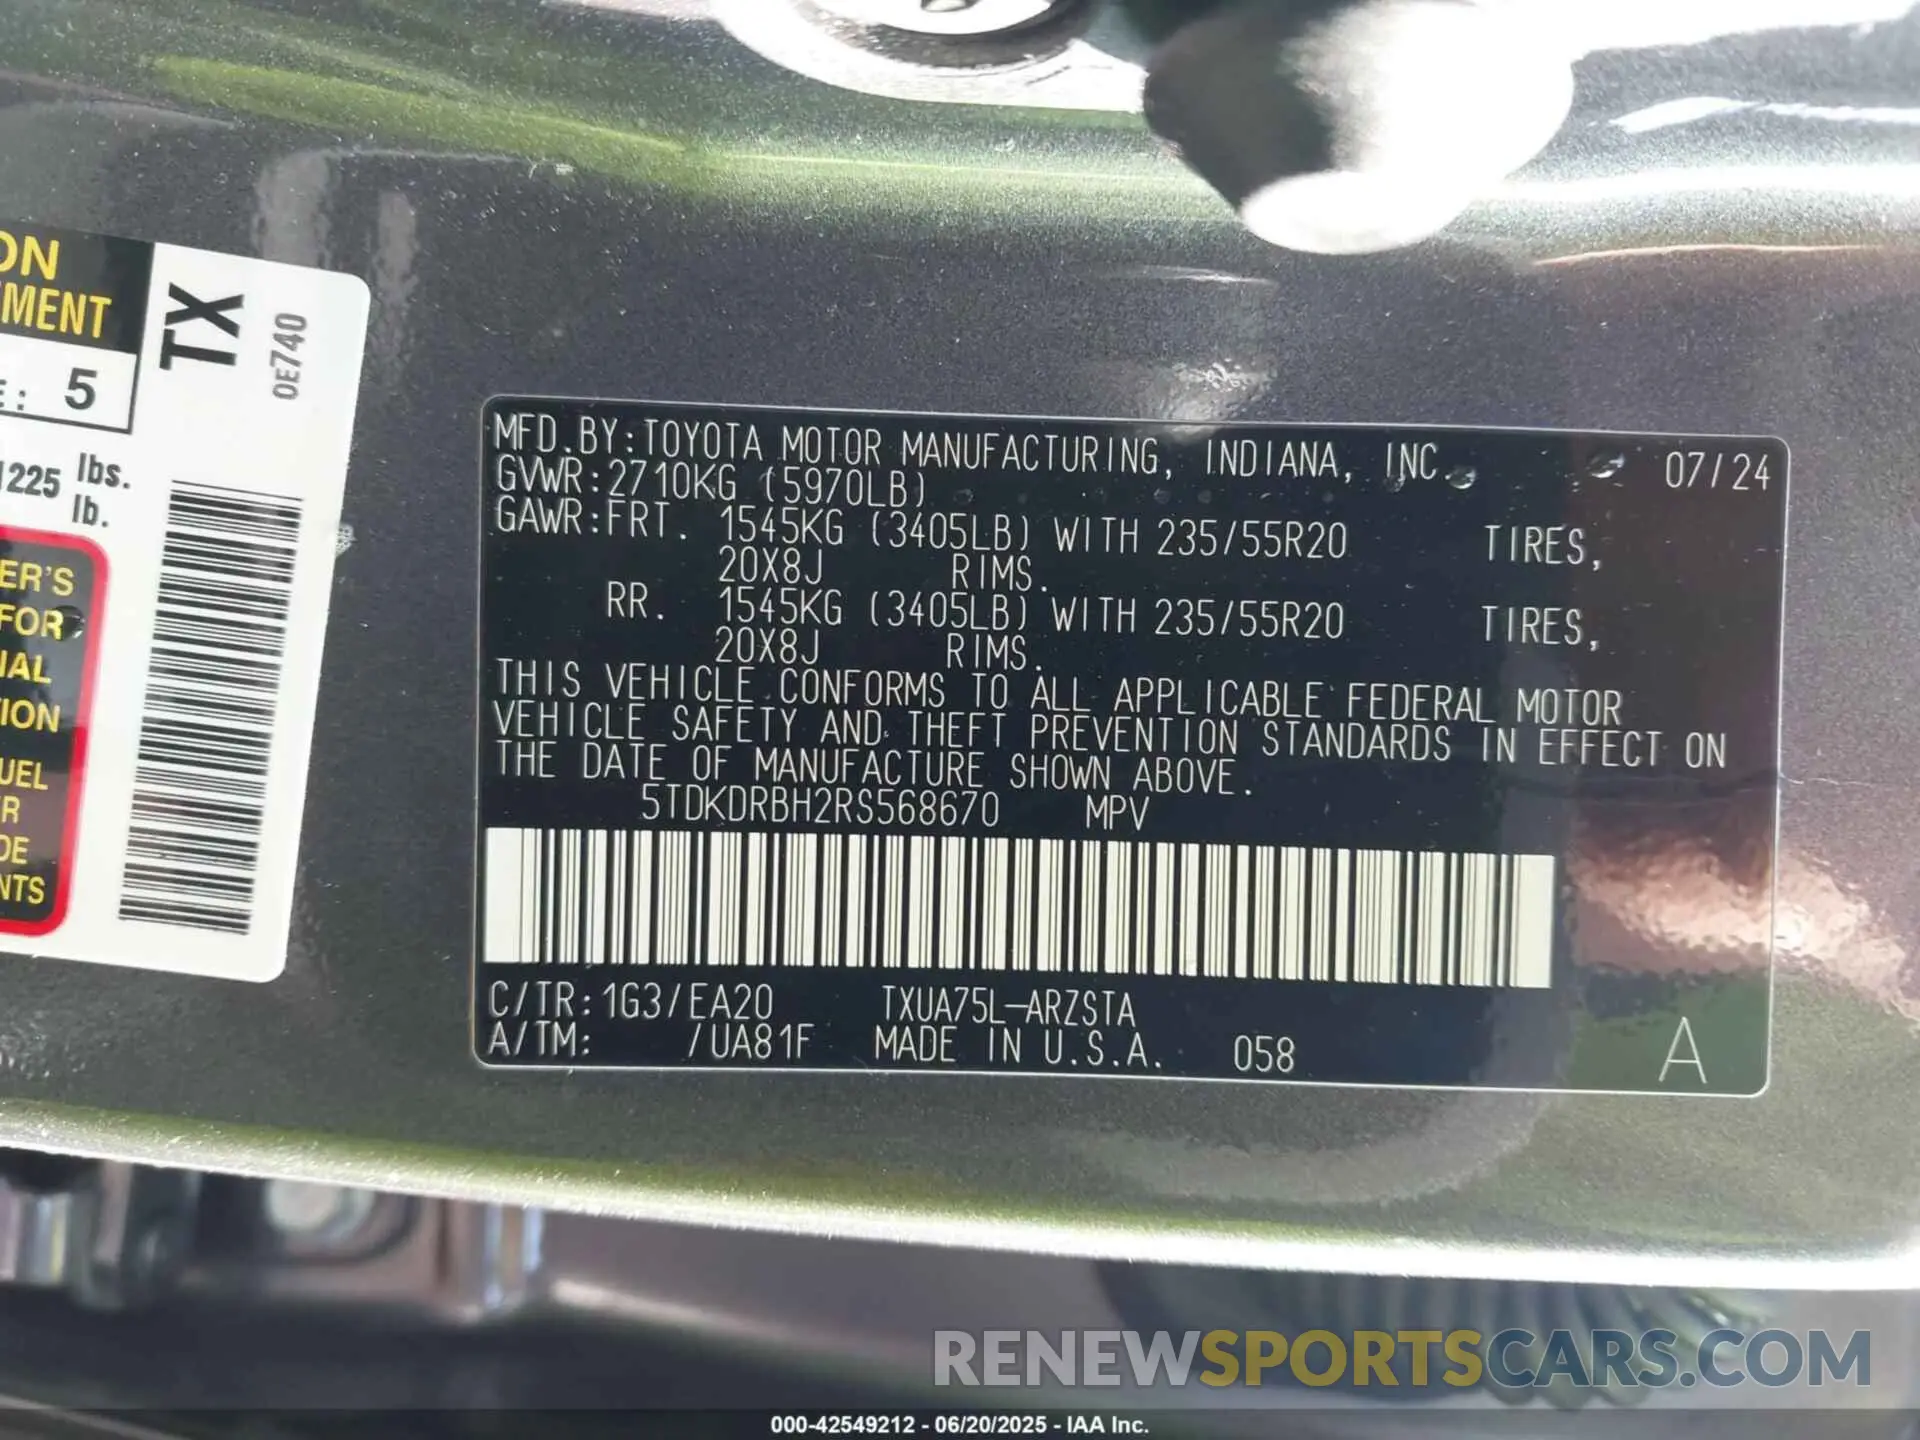 ON
EMENT
E: 5
1225 lbs.
lb.
ER'S
FOR
IAL
TION
UEL
R
DE
NTS
TX
0E740
MFD.BY:TOYOTA MOTOR MANUFACTURING, INDIANA, INC. 07/24
GVWR:2710KG (5970LB)
GAWR:FRT. 1545KG (3405LB) WITH 235/55R20 TIRES,
20X8J RIMS.
RR. 1545KG (3405LB) WITH 235/55R20 TIRES,
20X8J RIMS.
THIS VEHICLE CONFORMS TO ALL APPLICABLE FEDERAL MOTOR
VEHICLE SAFETY AND THEFT PREVENTION STANDARDS IN EFFECT ON
THE DATE OF MANUFACTURE SHOWN ABOVE.
5TDKDRBH2RS568670 MPV
C/TR:1G3/EA20 TXUA75L-ARZSTA
A/TM: /UA81F MADE IN U.S.A. 058 A
RENEWSPORTSCARS.COM
000-42549212 - 06/20/2025 - IAA Inc.